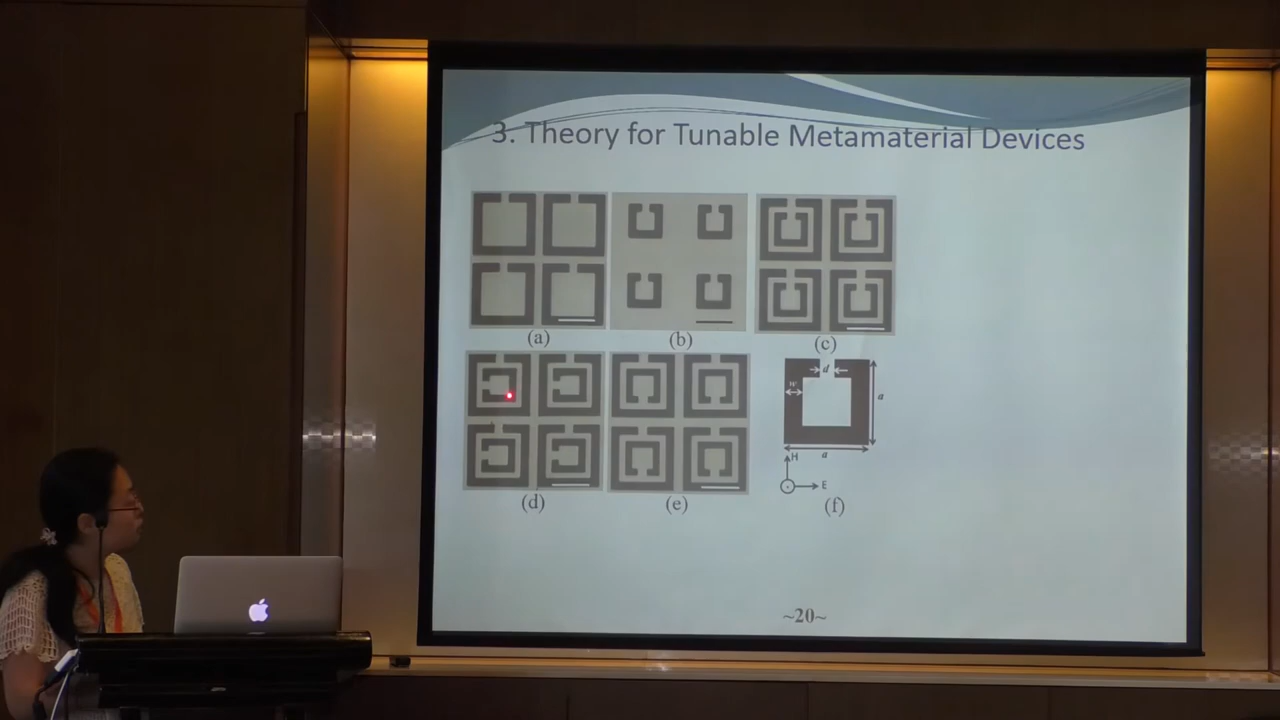 3. Theory for Tunable Metamaterial Devices
(a)
(b)
(c)
d
w
a
a
H
E
(d)
(e)
(f)
~20~